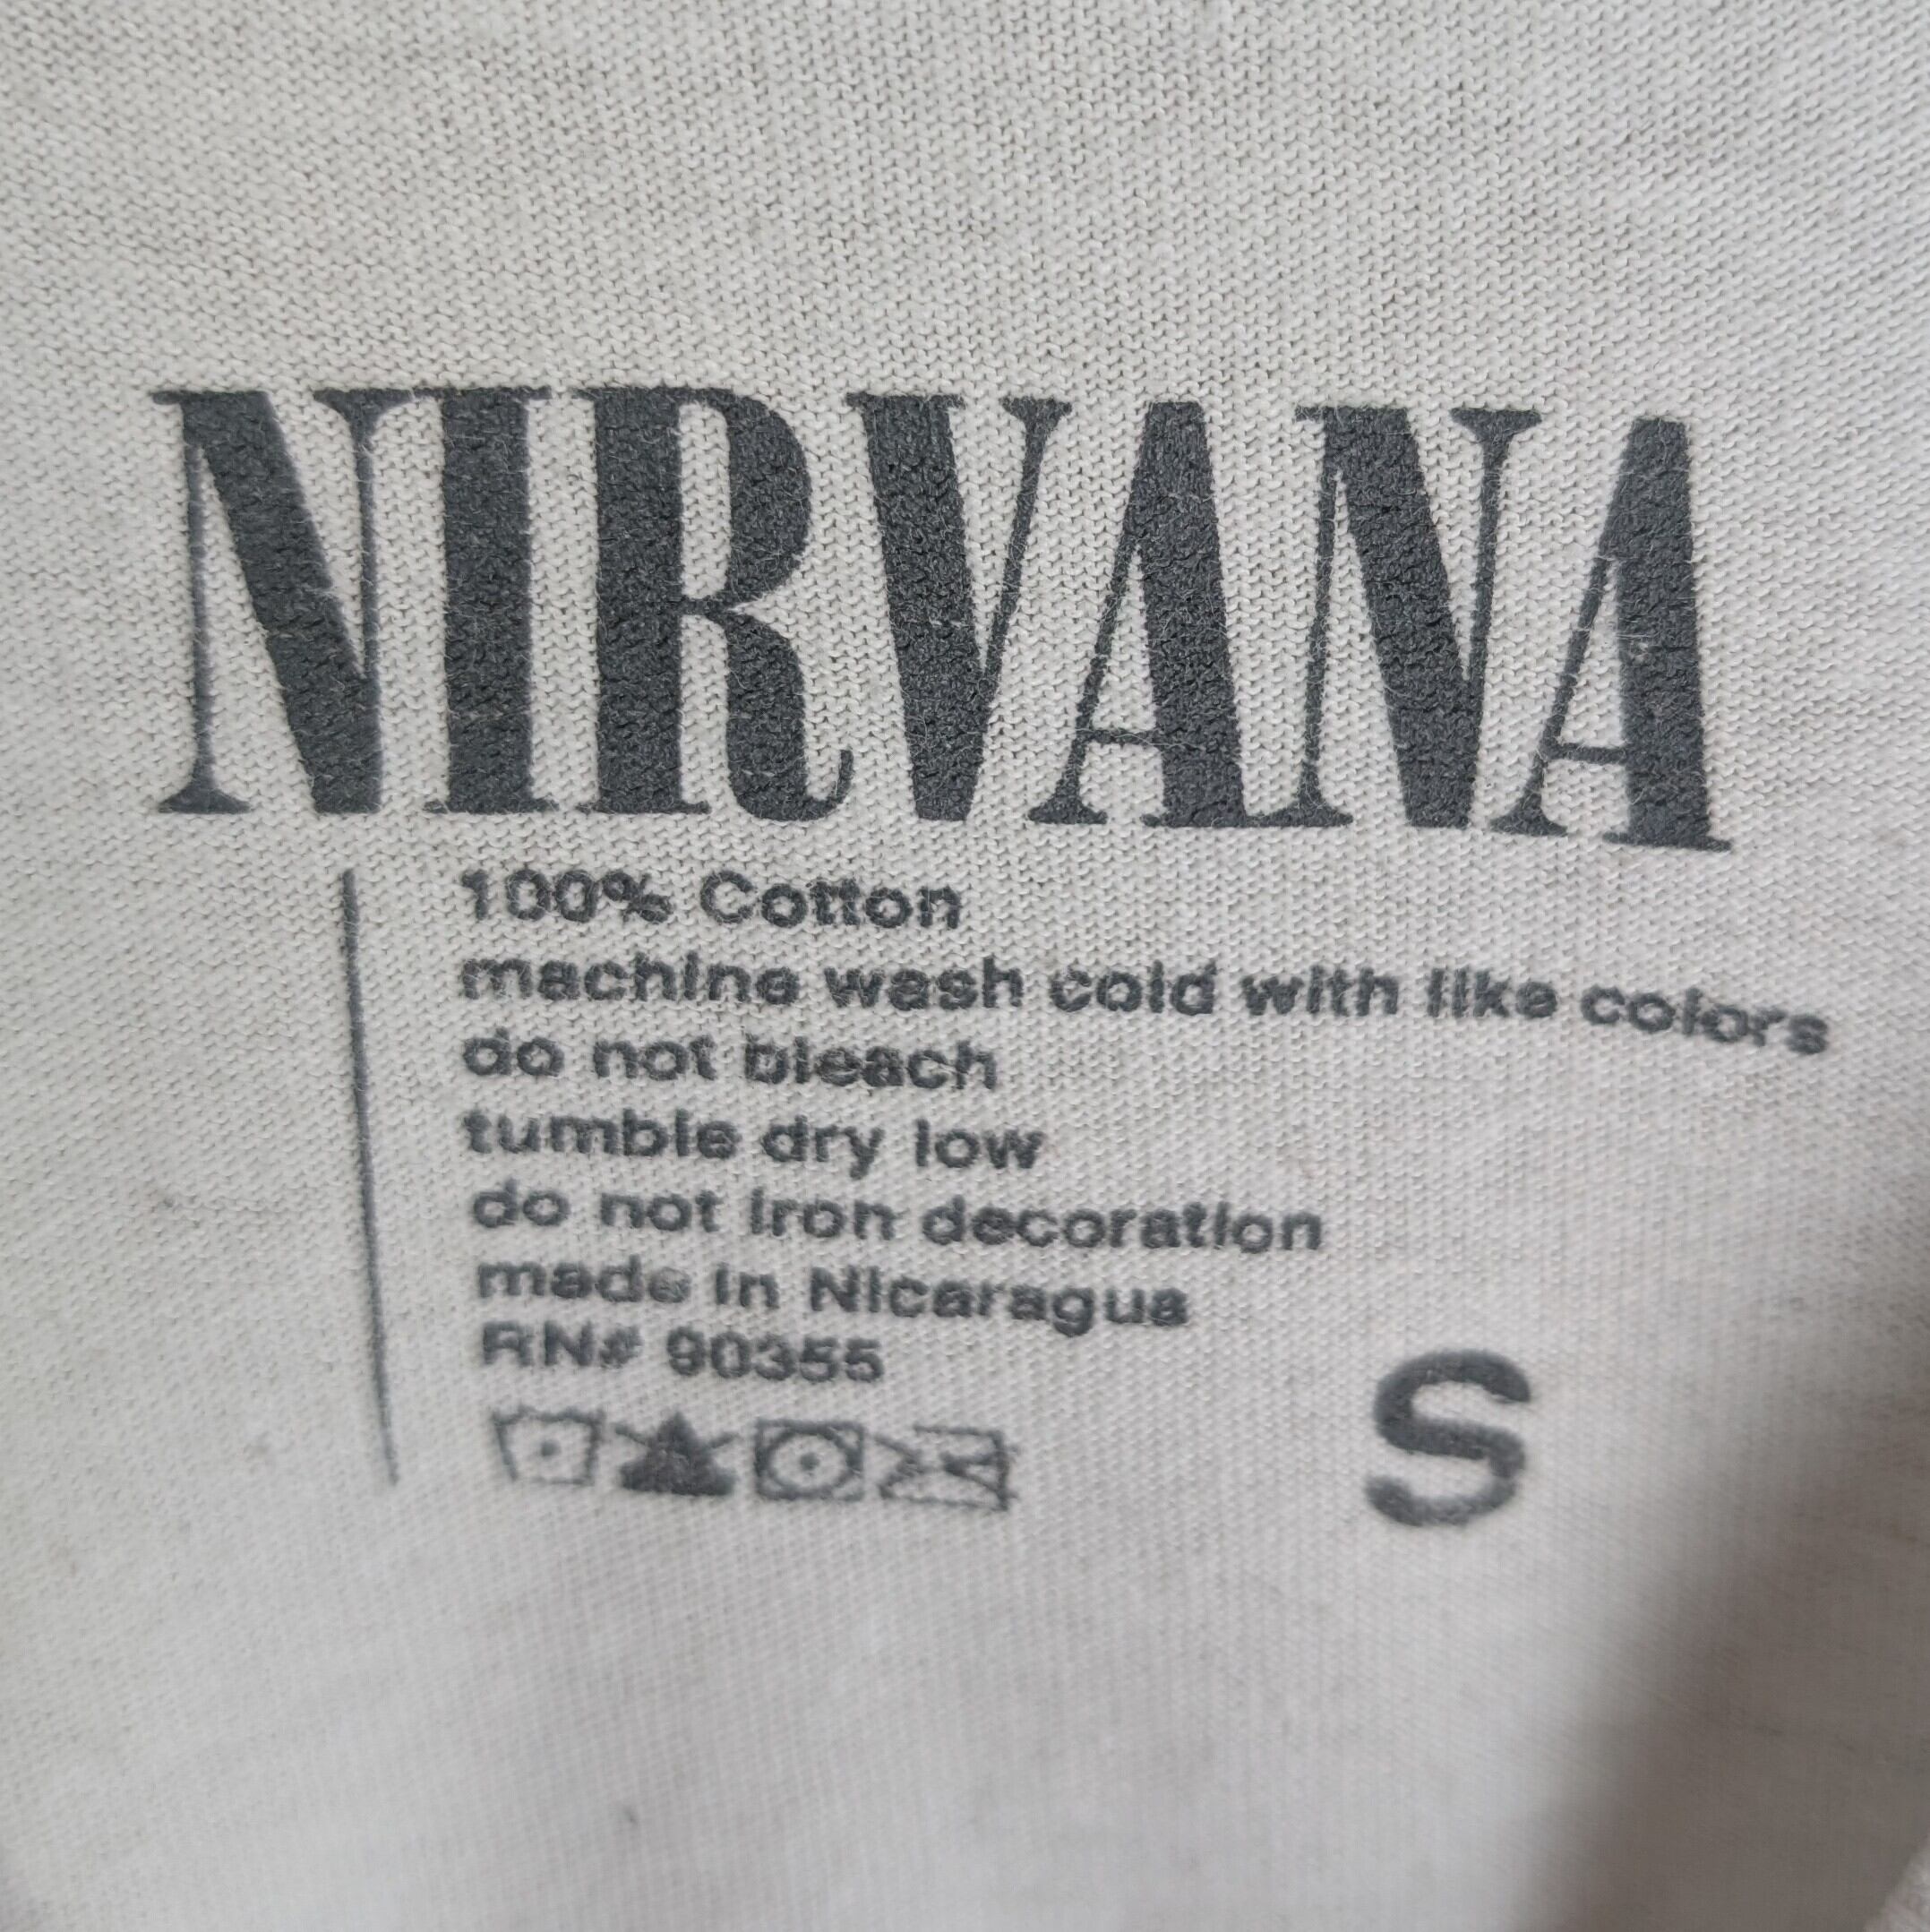 NIRVANA
100% Cotton
machine wash cold with like colors
do not bleach
tumble dry low
do not iron decoration
made in Nicaragua
RN# 90355
S